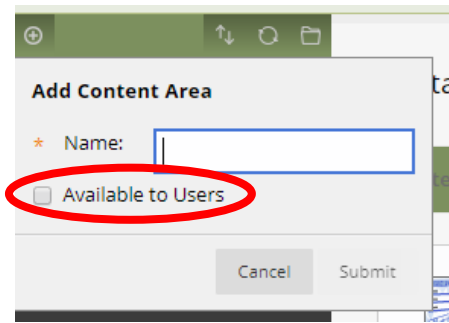 Add Content Area
* Name:
Available to Users
Cancel Submit